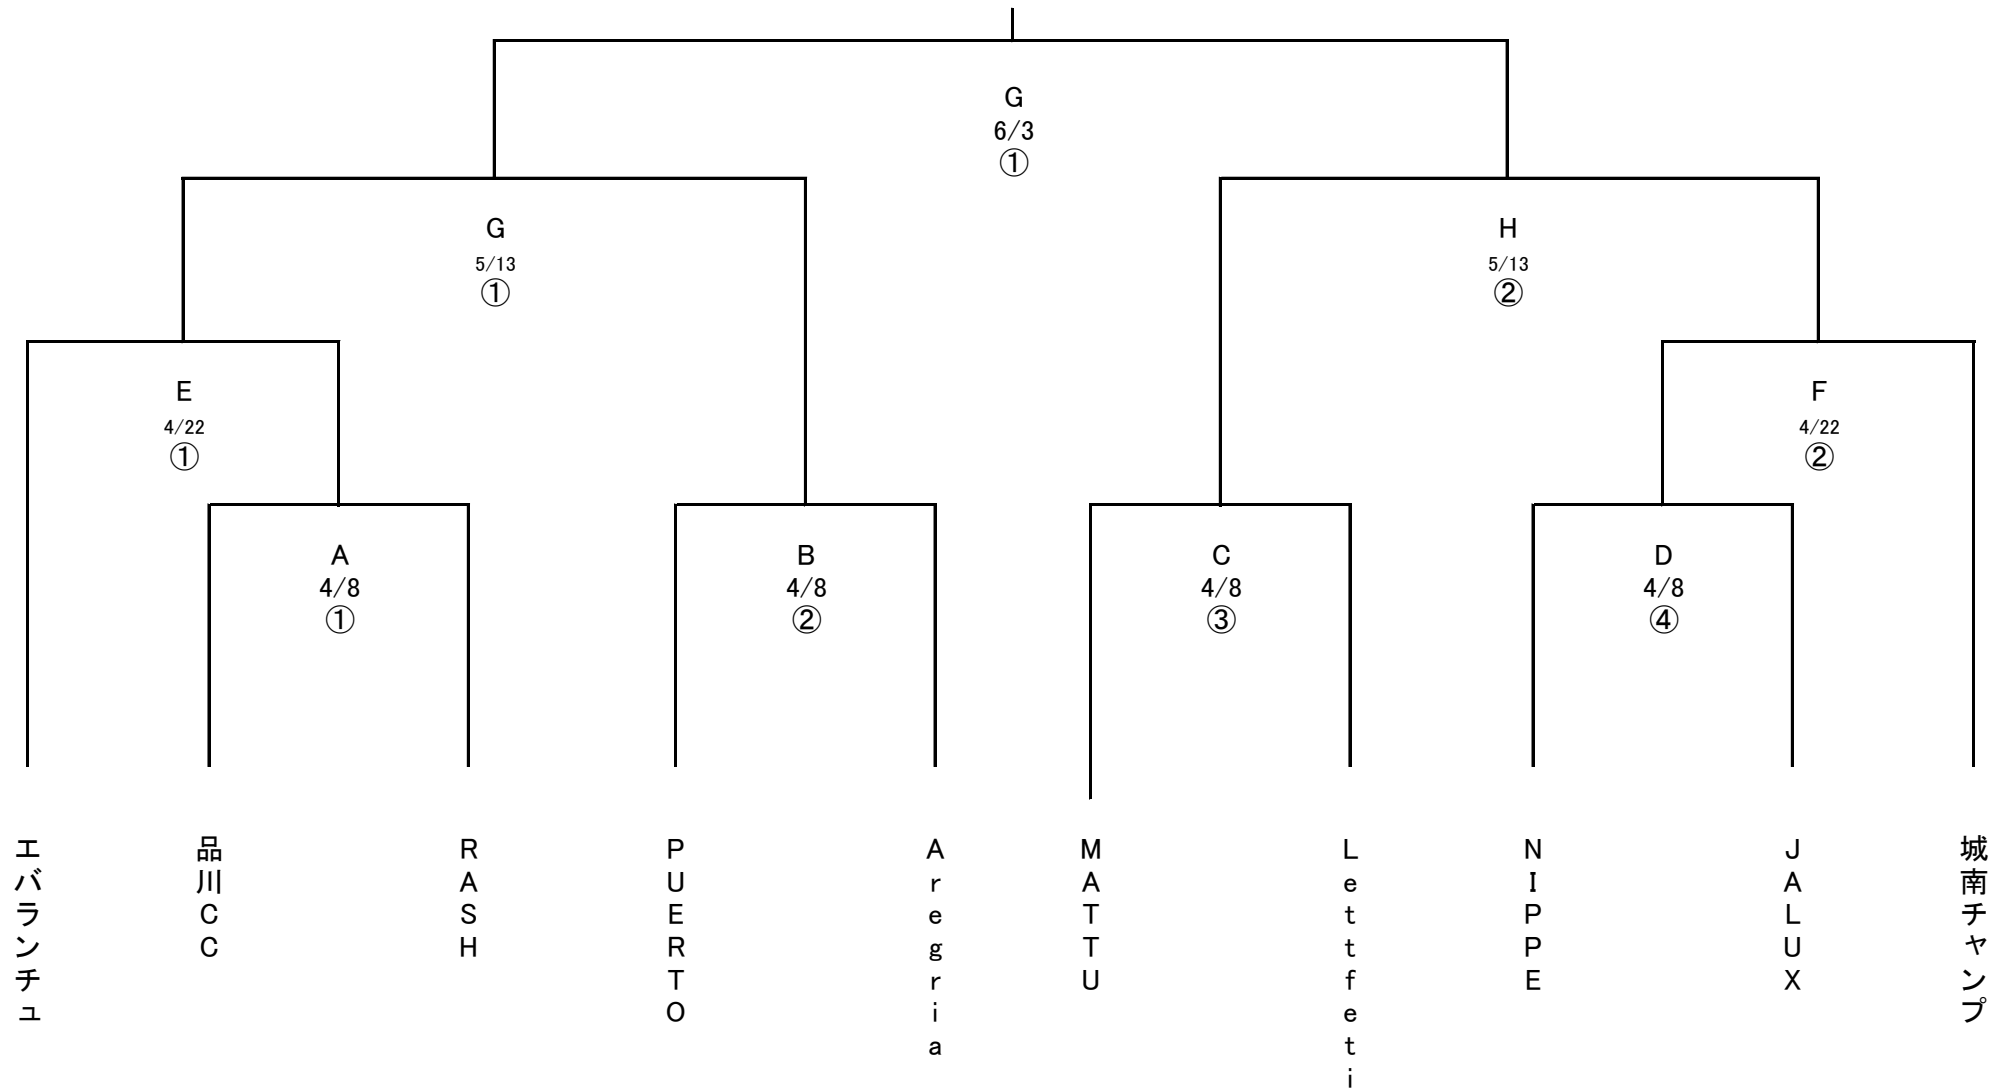 G
6/3
①
G
5/13
①
H
5/13
②
E
4/22
①
F
4/22
②
A
4/8
①
B
4/8
②
C
4/8
③
D
4/8
④
エバランチュ
品川CC
RASH
PUERTO
Aregria
MATTU
Lettfeti
NIPPE
JALUX
城南チャンプ